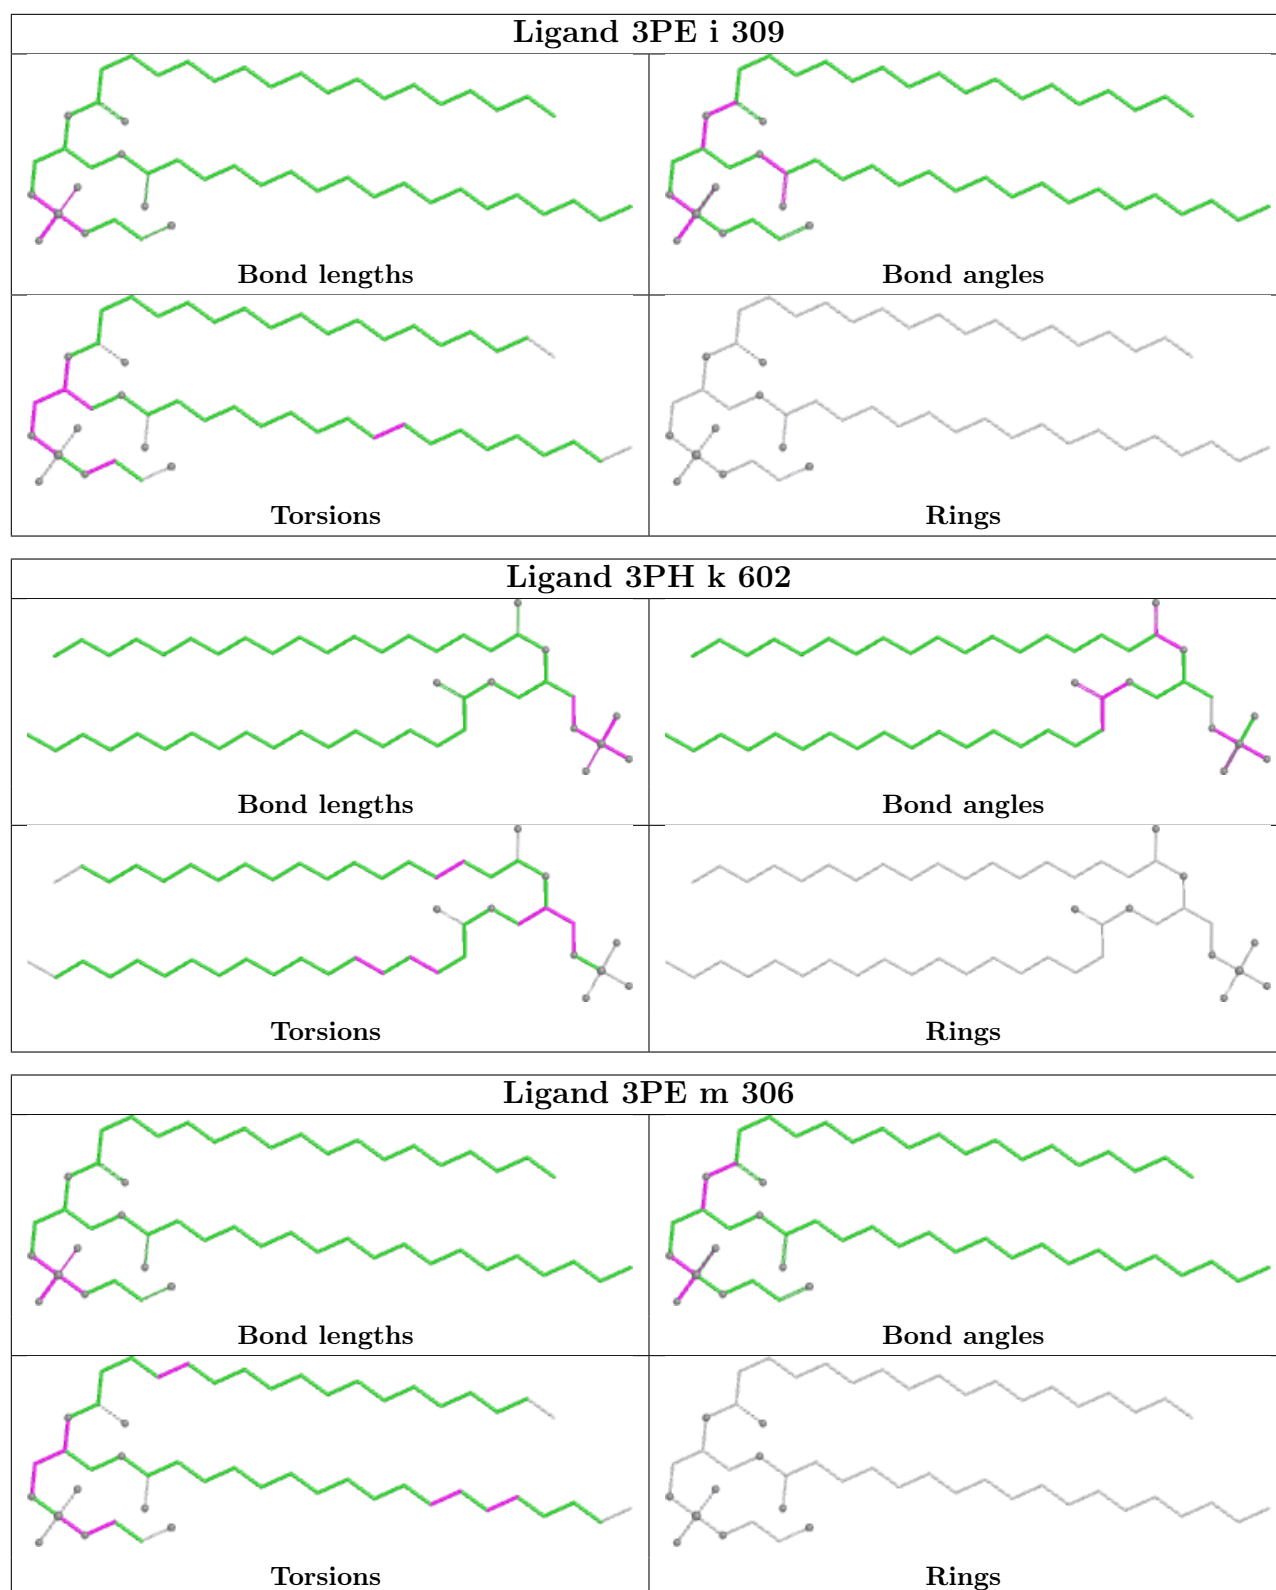 Ligand 3PE i 309
Bond lengths
Bond angles
Torsions
Rings
Ligand 3PH k 602
Bond lengths
Bond angles
Torsions
Rings
Ligand 3PE m 306
Bond lengths
Bond angles
Torsions
Rings